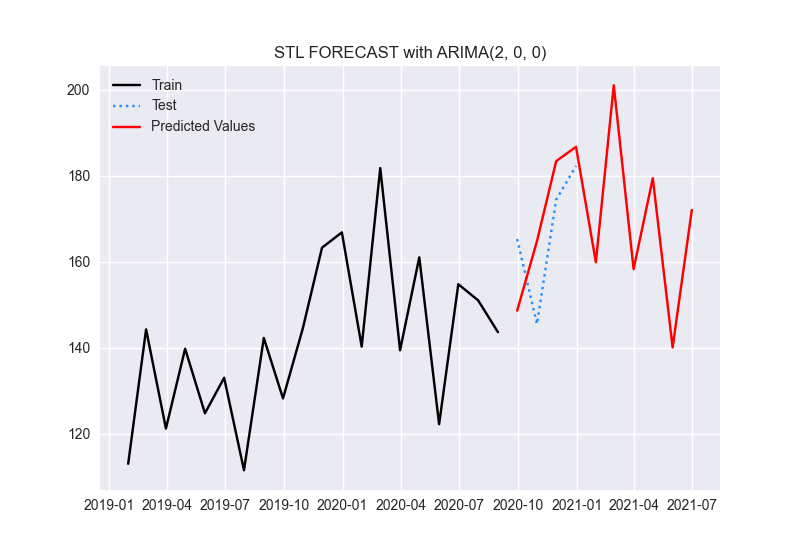 STL FORECAST with ARIMA(2, 0, 0)
Train
Test
Predicted Values
200
180
160
140
120
2019-01 2019-04 2019-07 2019-10 2020-01 2020-04 2020-07 2020-10 2021-01 2021-04 2021-07